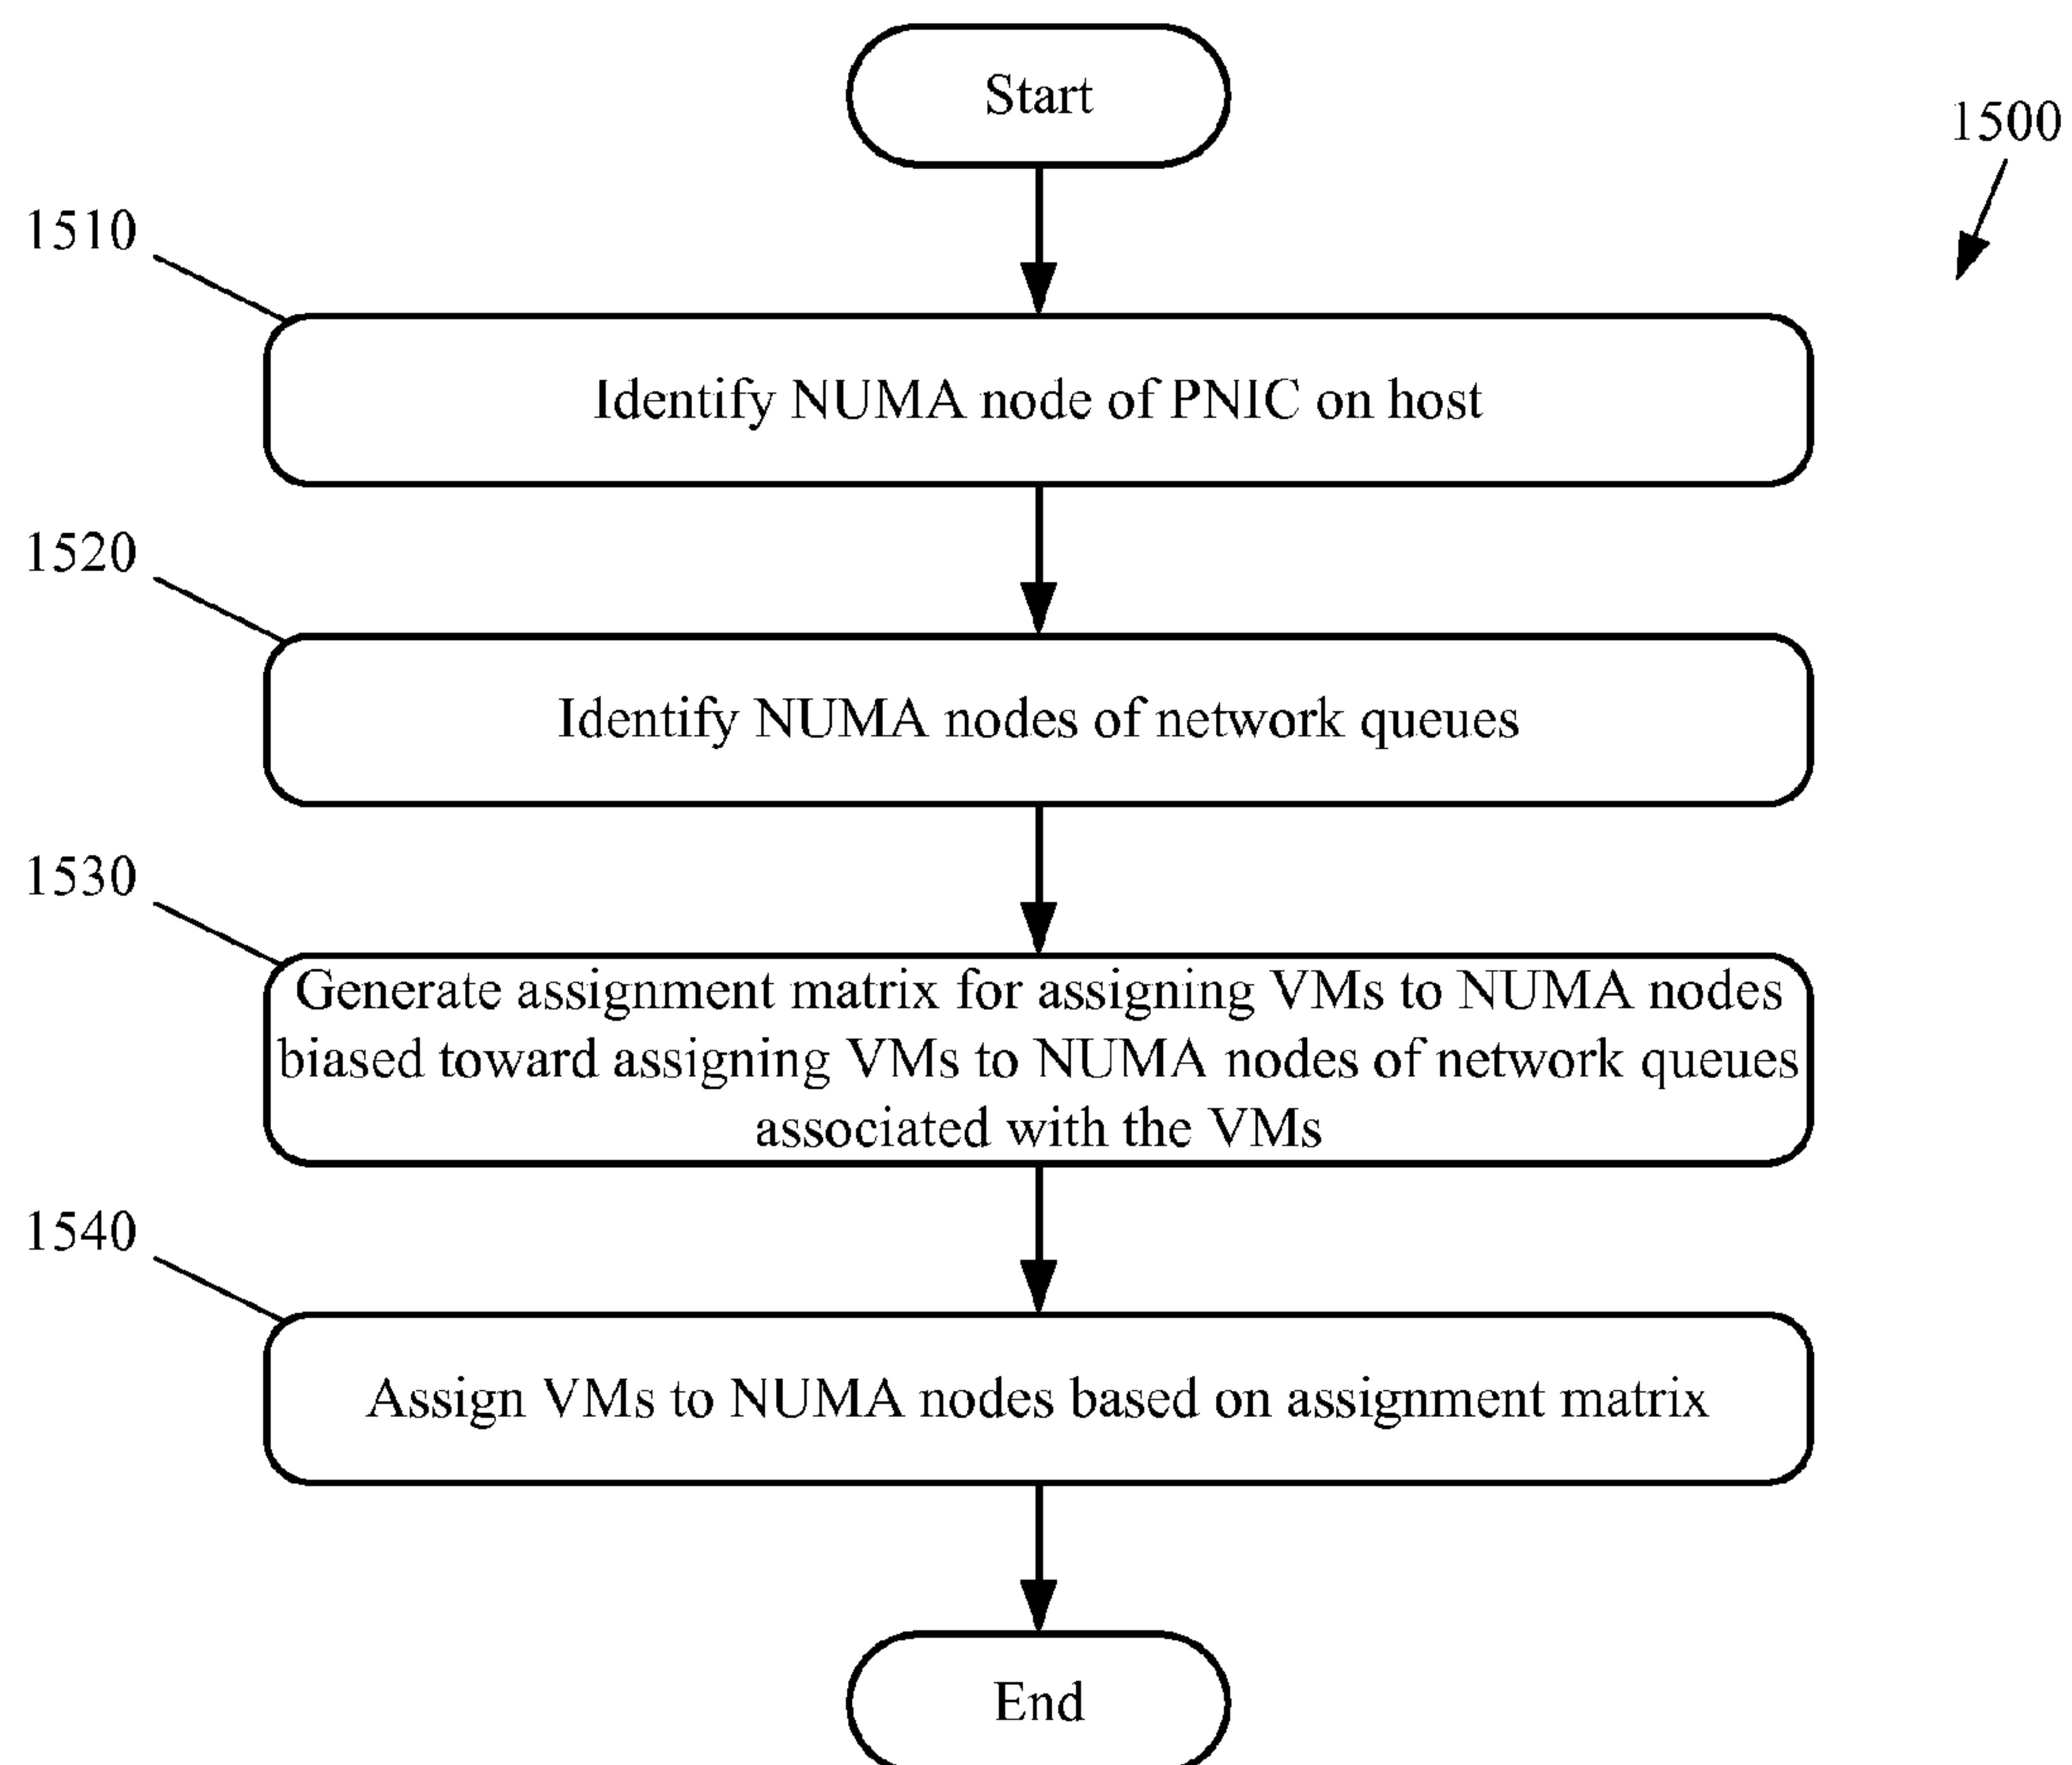 Start
1500
1510
Identify NUMA node of PNIC on host
1520
Identify NUMA nodes of network queues
1530
Generate assignment matrix for assigning VMs to NUMA nodes
biased toward assigning VMs to NUMA nodes of network queues
associated with the VMs
1540
Assign VMs to NUMA nodes based on assignment matrix
End